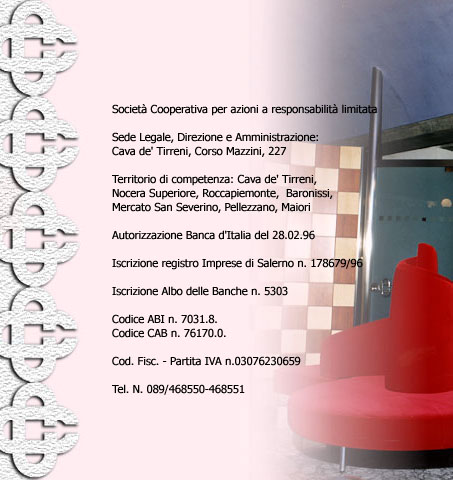 Società Cooperativa per azioni a responsabilità limitata
Sede Legale, Direzione e Amministrazione:
Cava de' Tirreni, Corso Mazzini, 227
Territorio di competenza: Cava de' Tirreni,
Nocera Superiore, Roccapiemonte, Baronissi,
Mercato San Severino, Pellezzano, Maiori
Autorizzazione Banca d'Italia del 28.02.96
Iscrizione registro Imprese di Salerno n. 178679/96
Iscrizione Albo delle Banche n. 5303
Codice ABI n. 7031.8.
Codice CAB n. 76170.0.
Cod. Fisc. - Partita IVA n.03076230659
Tel. N. 089/468550-468551